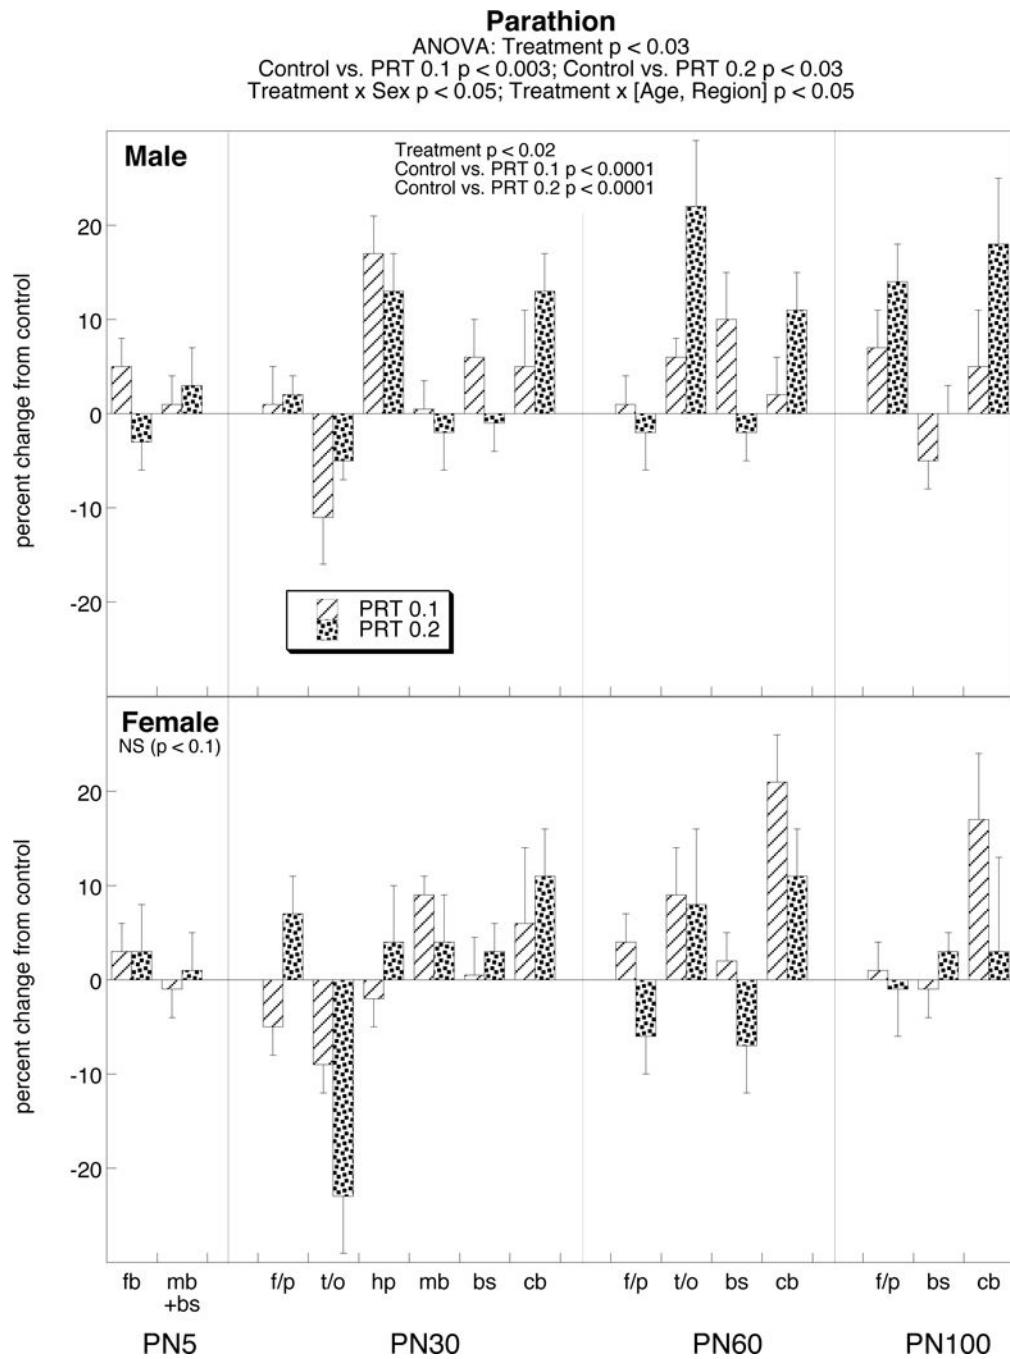 Parathion
ANOVA: Treatment p < 0.03
Control vs. PRT 0.1 p < 0.003; Control vs. PRT 0.2 p < 0.03
Treatment x Sex p < 0.05; Treatment x [Age, Region] p < 0.05
Male
Treatment p < 0.02
Control vs. PRT 0.1 p < 0.0001
Control vs. PRT 0.2 p < 0.0001
percent change from control
20
10
0
-10
-20
PRT 0.1
PRT 0.2
Female
NS (p < 0.1)
percent change from control
20
10
0
-10
-20
fb mb f/p t/o hp mb bs cb f/p t/o bs cb f/p bs cb
+bs
PN5 PN30 PN60 PN100